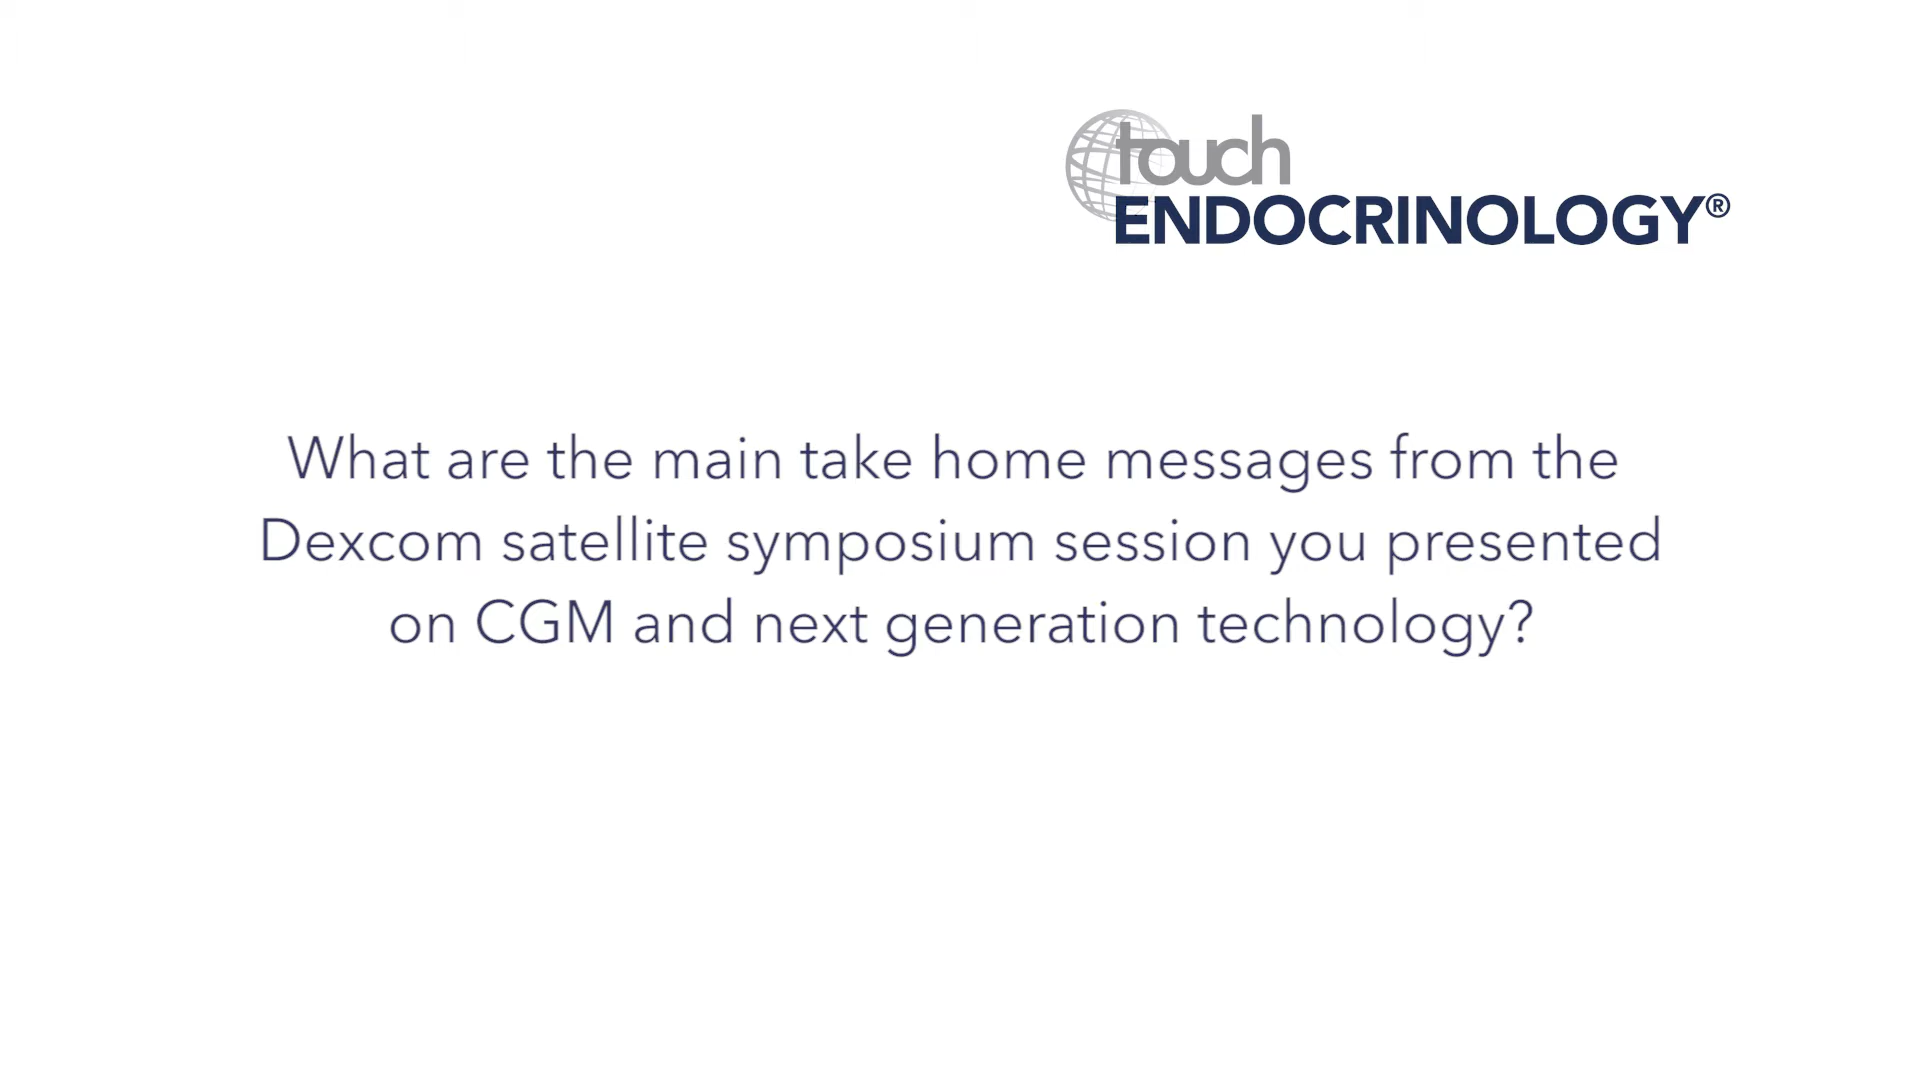 touch
ENDOCRINOLOGY®
What are the main take home messages from the
Dexcom satellite symposium session you presented
on CGM and next generation technology?